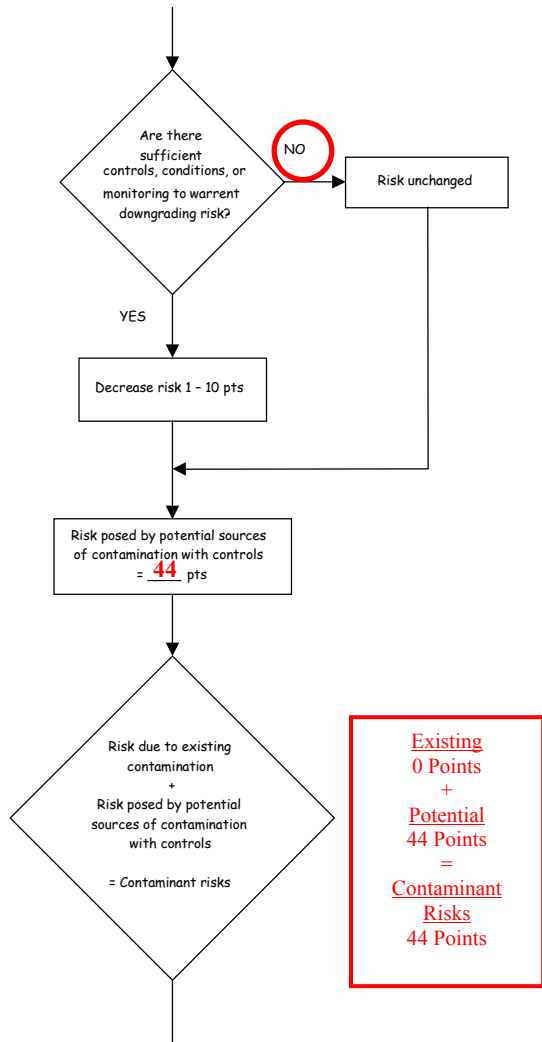 Are there
sufficient
controls, conditions, or
monitoring to warrent
downgrading risk?
NO
Risk unchanged
YES
Decrease risk 1 – 10 pts
Risk posed by potential sources
of contamination with controls
= 44 pts
Risk due to existing
contamination
+
Risk posed by potential
sources of contamination
with controls
= Contaminant risks
Existing
0 Points
+
Potential
44 Points
=
Contaminant
Risks
44 Points